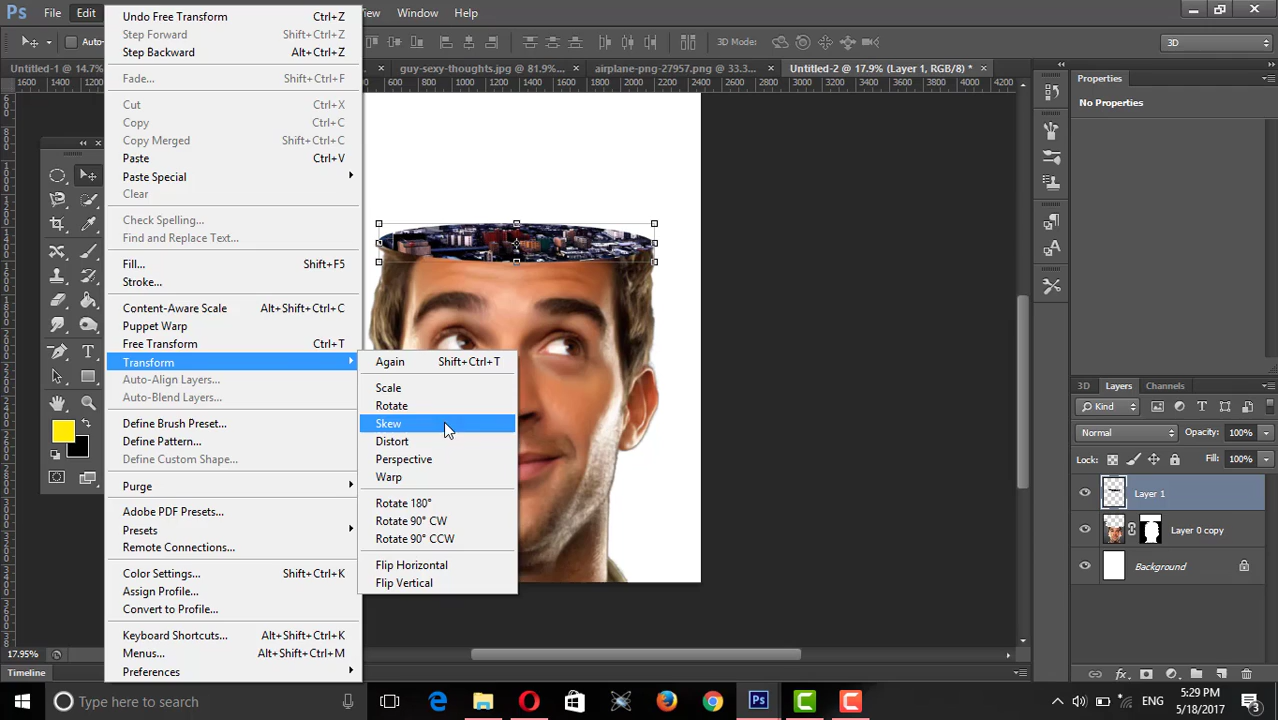 Ps File Edit Window Help
Auto-
3D Mode:
3D
Untitled-1 @ 14.7%
guy-sexy-thoughts.jpg @ 81.9%...
airplane-png-27957.png @ 33.3...
Untitled-2 @ 17.9% (Layer 1, RGB/8) *
Undo Free Transform Ctrl+Z
Step Forward Shift+Ctrl+Z
Step Backward Alt+Ctrl+Z
Fade... Shift+Ctrl+F
Cut Ctrl+X
Copy Ctrl+C
Copy Merged Shift+Ctrl+C
Paste Ctrl+V
Paste Special
Clear
Check Spelling...
Find and Replace Text...
Fill... Shift+F5
Stroke...
Content-Aware Scale Alt+Shift+Ctrl+C
Puppet Warp
Free Transform Ctrl+T
Transform
Auto-Align Layers...
Auto-Blend Layers...
Define Brush Preset...
Define Pattern...
Define Custom Shape...
Purge
Adobe PDF Presets...
Presets
Remote Connections...
Color Settings... Shift+Ctrl+K
Assign Profile...
Convert to Profile...
Keyboard Shortcuts... Alt+Shift+Ctrl+K
Menus... Alt+Shift+Ctrl+M
Preferences
Again Shift+Ctrl+T
Scale
Rotate
Skew
Distort
Perspective
Warp
Rotate 180°
Rotate 90° CW
Rotate 90° CCW
Flip Horizontal
Flip Vertical
Properties
No Properties
3D Layers Channels
Kind
Normal Opacity: 100%
Lock: Fill: 100%
Layer 1
Layer 0 copy
Background
17.95%
Timeline
Type here to search
ENG
5:29 PM
5/18/2017